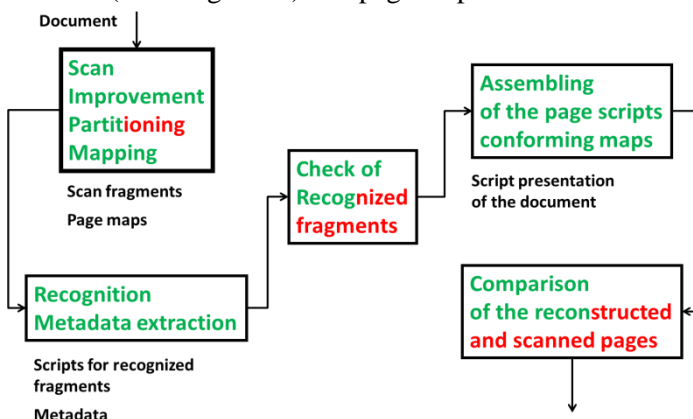 Document
Scan
Improvement
Partitioning
Mapping
Scan fragments
Page maps
Recognition
Metadata extraction
Scripts for recognized
fragments
Metadata
Check of
Recognized
fragments
Assembling
of the page scripts
conforming maps
Script presentation
of the document
Comparison
of the reconstructed
and scanned pages